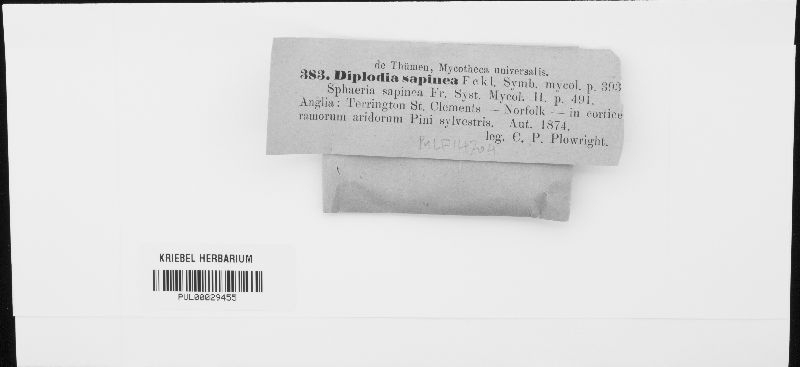 de Thümen, Mycotheca universalis.
383. Diplodia sapinea Fckl. Symb. mycol. p. 393
Sphaeria sapinea Fr. Syst. Mycol. II. p. 491.
Anglia: Terrington St. Clements — Norfolk — in cortice
ramorum aridorum Pini sylvestris. Aut. 1874.
leg. C. P. Plowright.
KRIEBEL HERBARIUM
PUL00029455